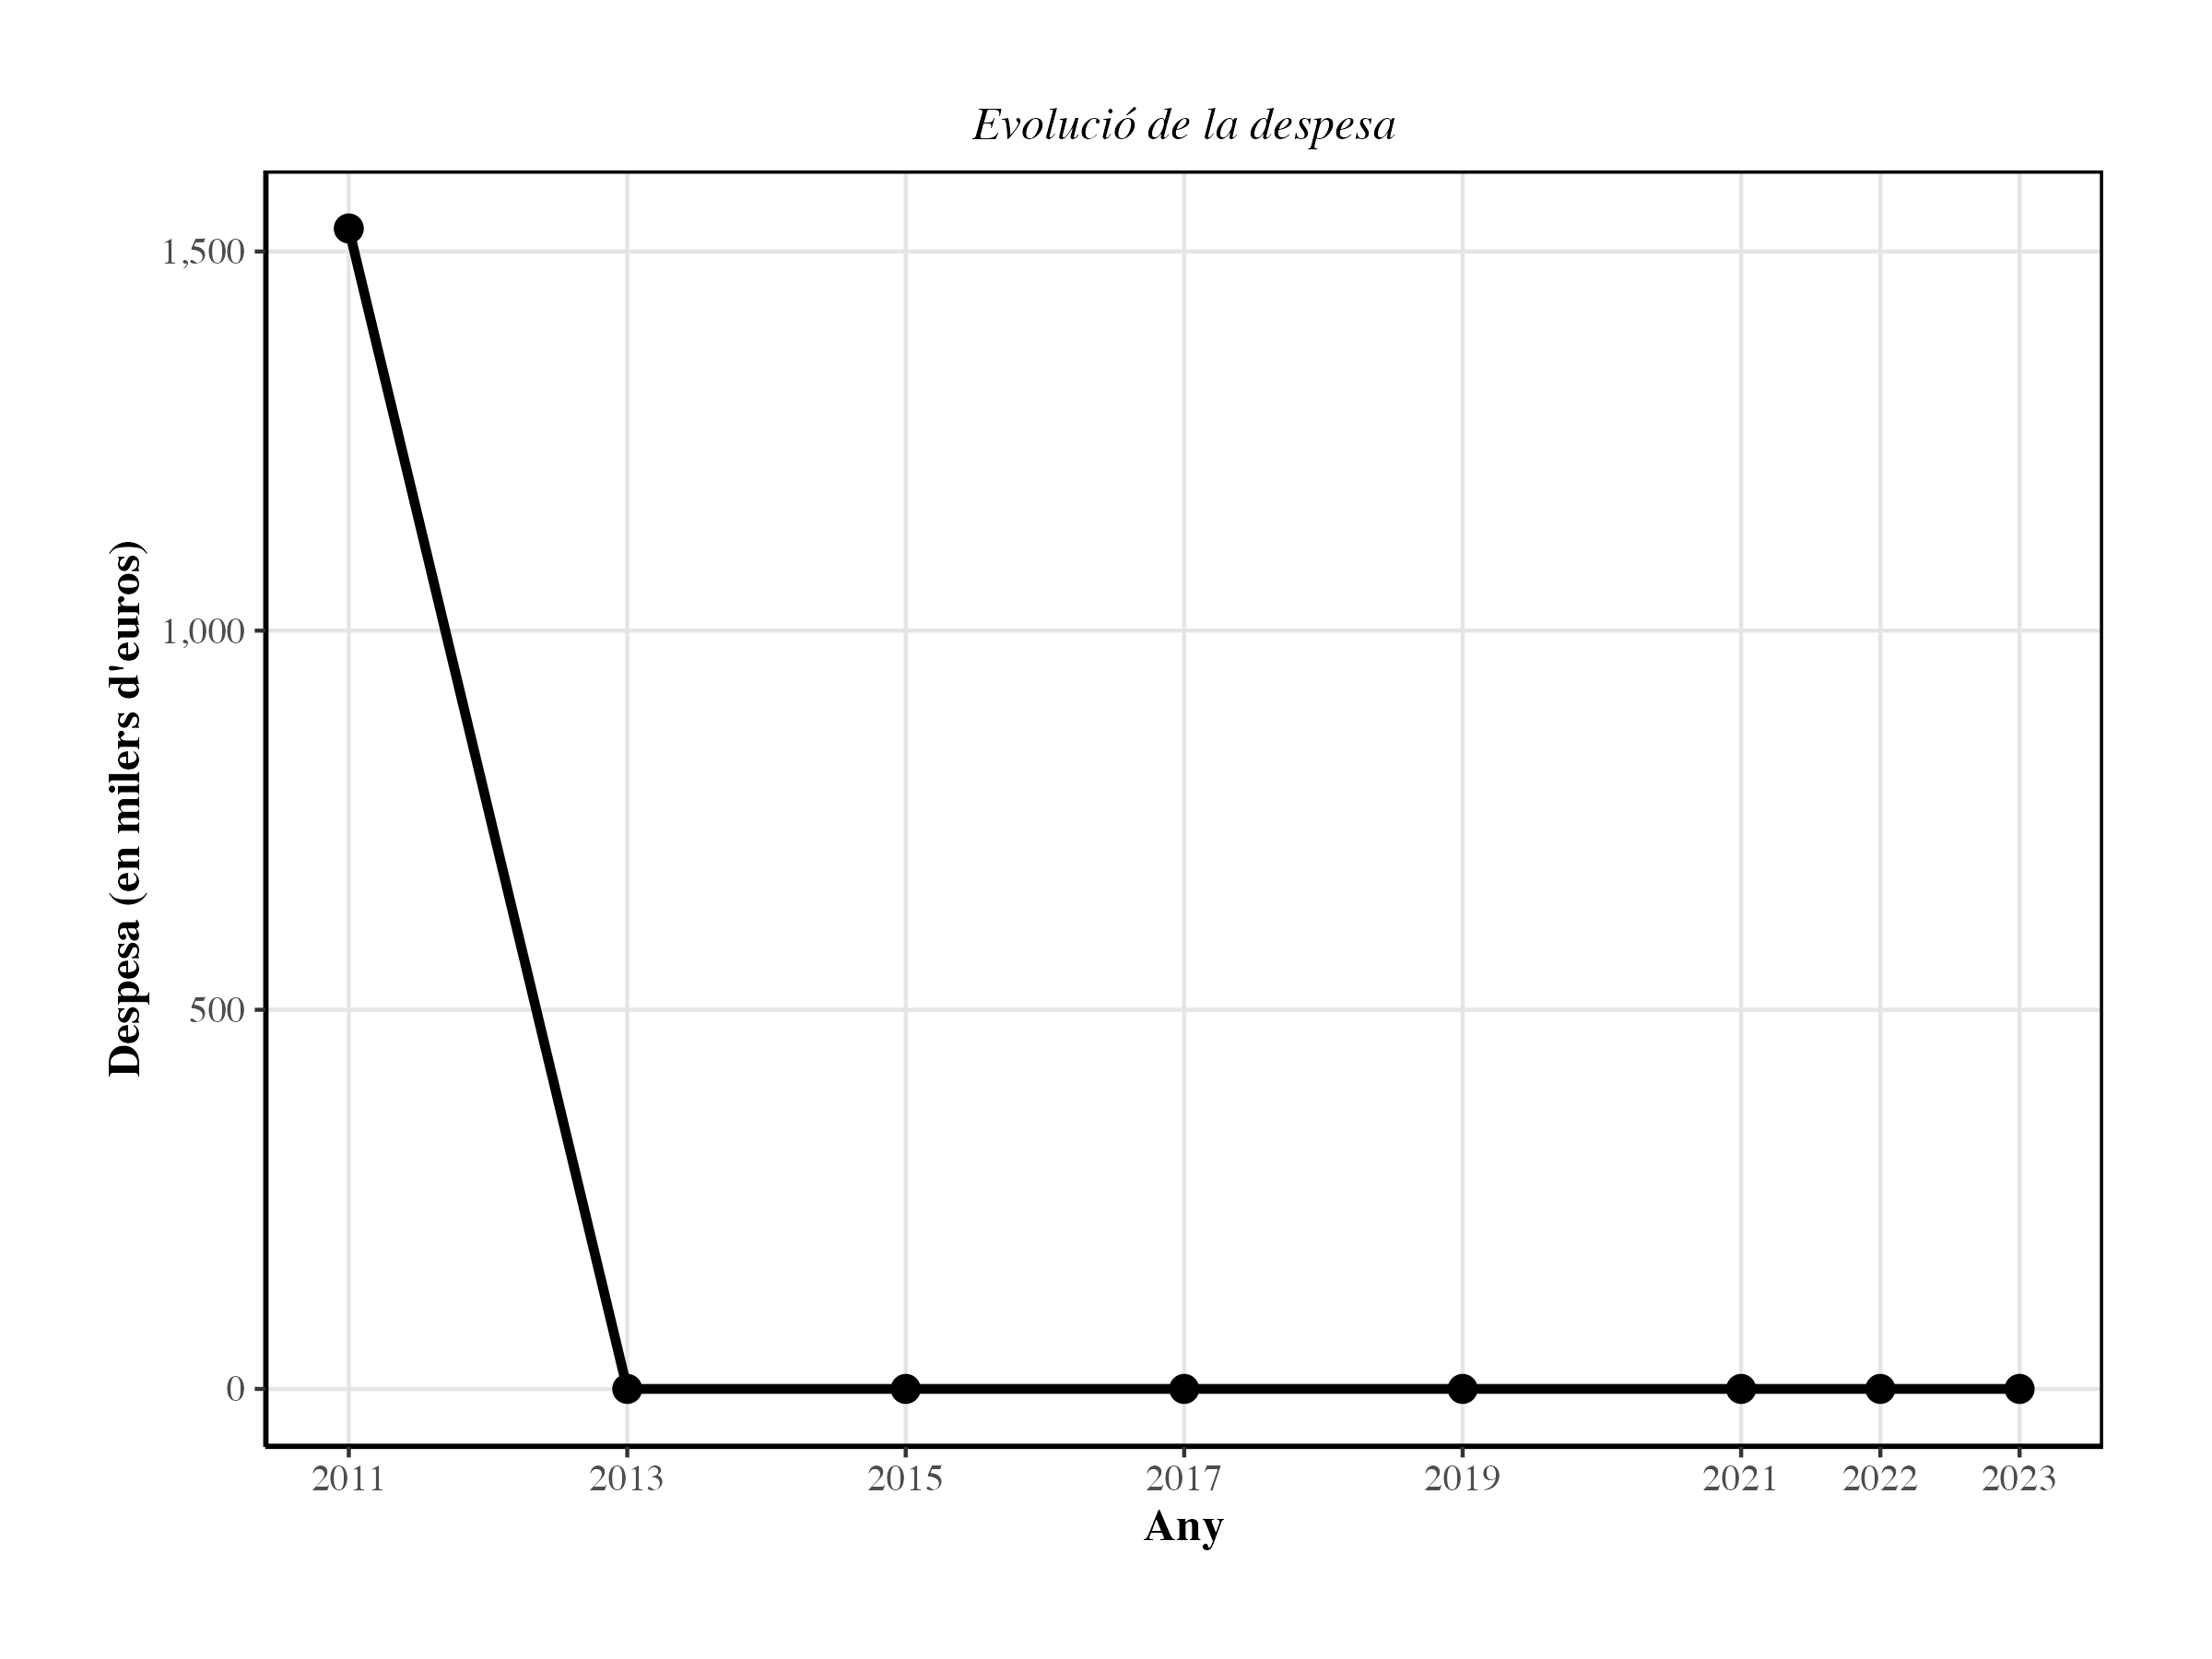 Evolució de la despesa
Despesa (en milers d'euros)
1,500
1,000
500
0
2011 2013 2015 2017 2019 2021 2022 2023
Any